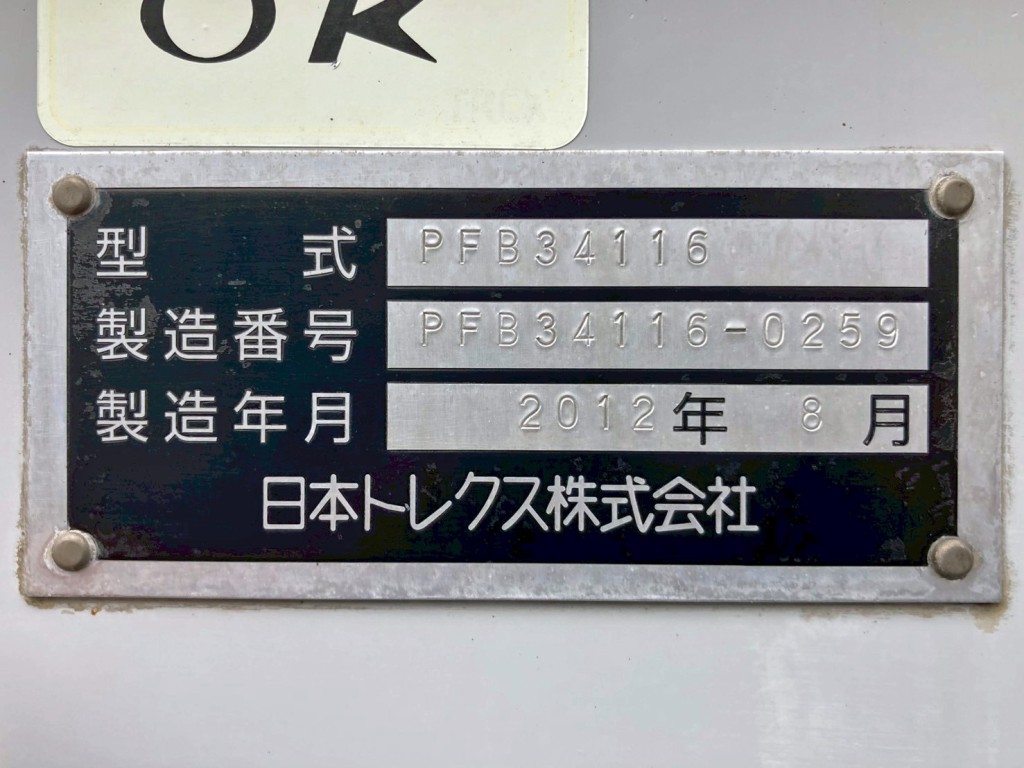 OK
型式 PFB34116
製造番号 PFB34116-0259
製造年月 2012年 8月
日本トレクス株式会社